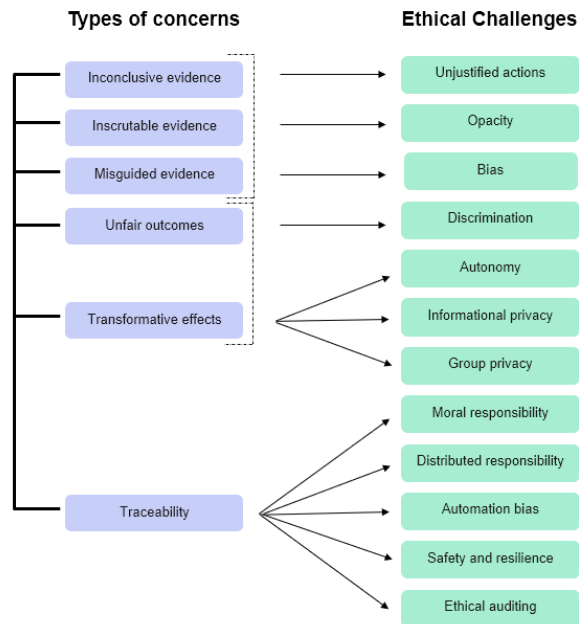 Types of concerns
Ethical Challenges
Inconclusive evidence
Unjustified actions
Inscrutable evidence
Opacity
Misguided evidence
Bias
Unfair outcomes
Discrimination
Autonomy
Transformative effects
Informational privacy
Group privacy
Moral responsibility
Distributed responsibility
Traceability
Automation bias
Safety and resilience
Ethical auditing